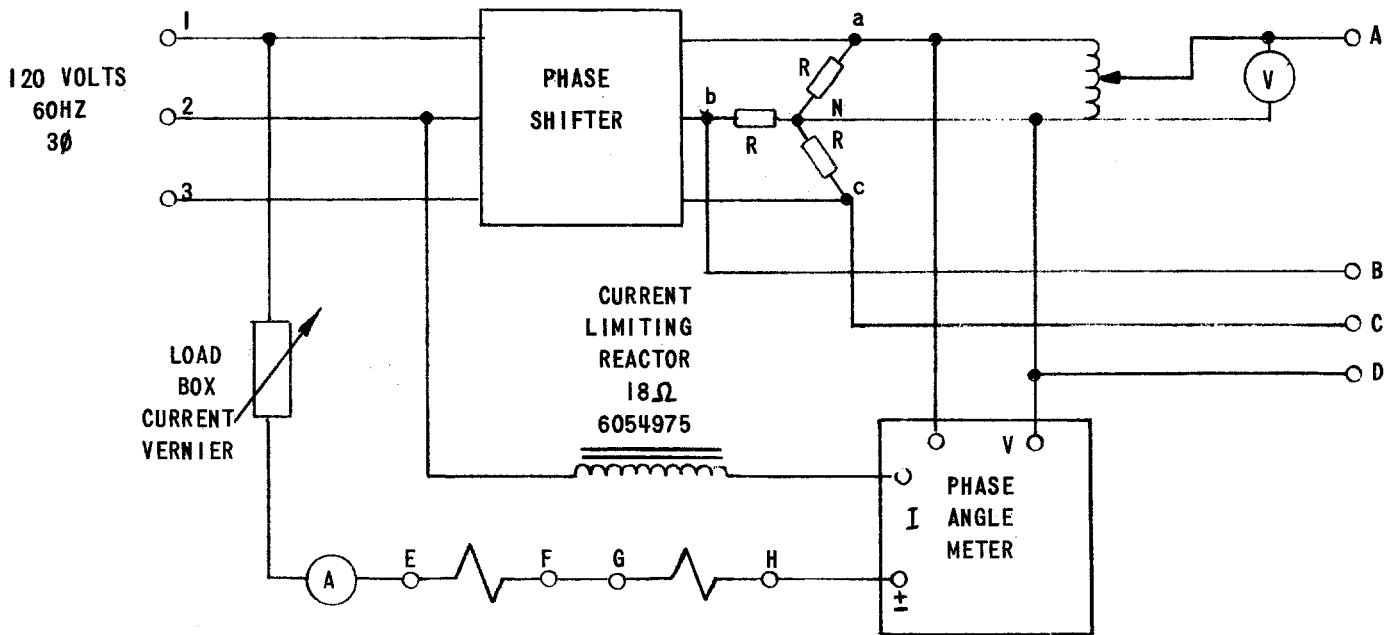 120 VOLTS
60HZ
3Ø
1
2
3
PHASE
SHIFTER
a
R
b
N
R
R
c
V
A
B
C
D
LOAD
BOX
CURRENT
VERNIER
CURRENT
LIMITING
REACTOR
18Ω
6054975
V
I
PHASE
ANGLE
METER
A
E
F
G
H
±